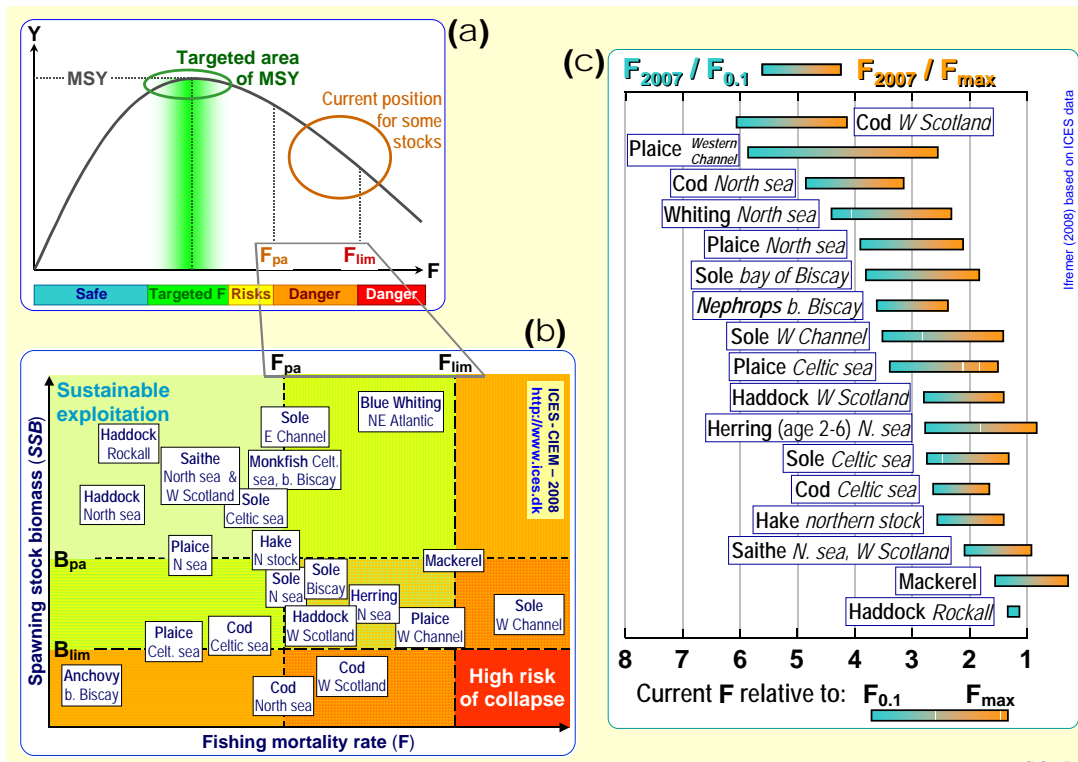 (a)
Y
MSY
Targeted area
of MSY
Current position
for some
stocks
Fpa
Flim
F
Safe
Targeted F
Risks
Danger
Danger
(b)
Fpa
Flim
Sustainable
exploitation
Spawning stock biomass (SSB)
Bpa
Blim
Haddock
Rockall
Saithe
North sea &
W Scotland
Haddock
North sea
Sole
E Channel
Blue Whiting
NE Atlantic
Monkfish Celt.
sea, b. Biscay
Sole
Celtic sea
ICES-CIEM – 2008
http://www.ices.dk
Plaice
N sea
Hake
N stock
Mackerel
Sole
N sea
Sole
Biscay
Herring
N sea
Haddock
W Scotland
Plaice
W Channel
Sole
W Channel
Plaice
Celt. sea
Cod
Celtic sea
Anchovy
b. Biscay
Cod
North sea
Cod
W Scotland
High risk
of collapse
Fishing mortality rate (F)
(c)
F2007 / F0.1
F2007 / Fmax
8 7 6 5 4 3 2 1
Cod W Scotland
Plaice Western
Channel
Cod North sea
Whiting North sea
Plaice North sea
Sole bay of Biscay
Nephrops b. Biscay
Sole W Channel
Plaice Celtic sea
Haddock W Scotland
Herring (age 2-6) N. sea
Sole Celtic sea
Cod Celtic sea
Hake northern stock
Saithe N. sea, W Scotland
Mackerel
Haddock Rockall
8 7 6 5 4 3 2 1
Current F relative to: F0.1 Fmax
Ifremer (2008) based on ICES data